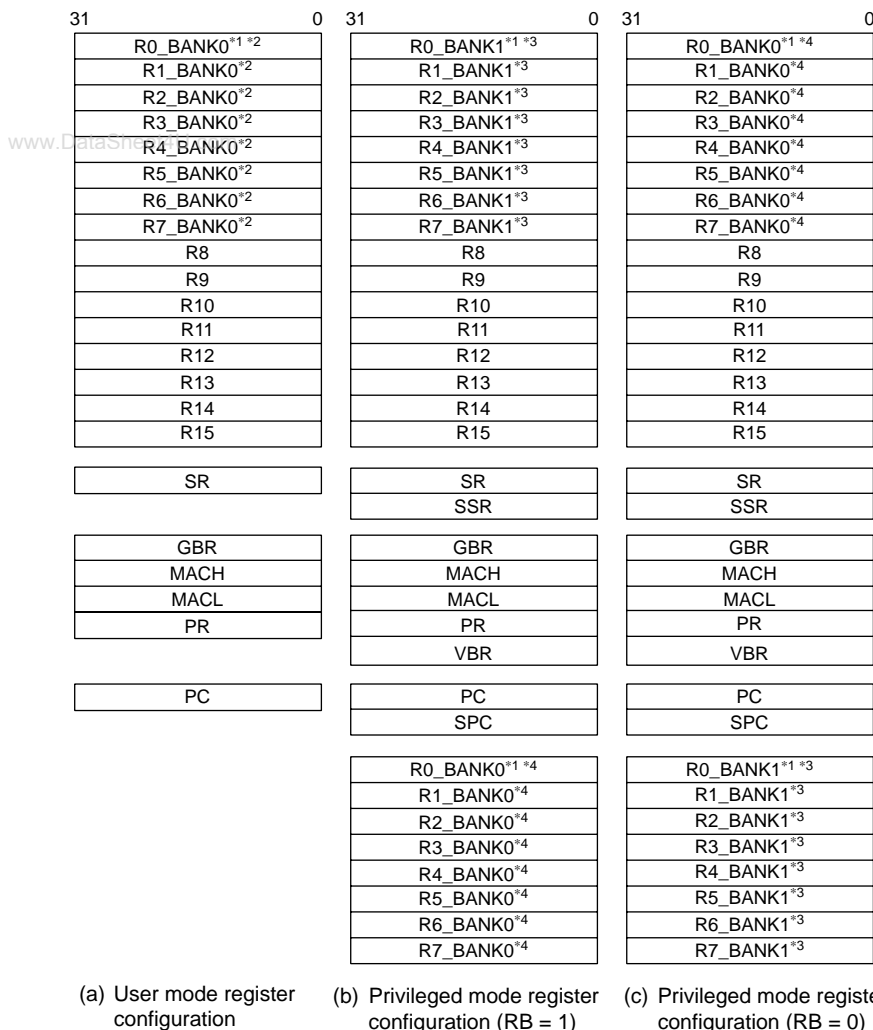 31 0
R0_BANK0*1 *2
R1_BANK0*2
R2_BANK0*2
R3_BANK0*2
R4_BANK0*2
R5_BANK0*2
R6_BANK0*2
R7_BANK0*2
R8
R9
R10
R11
R12
R13
R14
R15
SR
GBR
MACH
MACL
PR
PC
(a) User mode register
configuration
31 0
R0_BANK1*1 *3
R1_BANK1*3
R2_BANK1*3
R3_BANK1*3
R4_BANK1*3
R5_BANK1*3
R6_BANK1*3
R7_BANK1*3
R8
R9
R10
R11
R12
R13
R14
R15
SR
SSR
GBR
MACH
MACL
PR
VBR
PC
SPC
R0_BANK0*1 *4
R1_BANK0*4
R2_BANK0*4
R3_BANK0*4
R4_BANK0*4
R5_BANK0*4
R6_BANK0*4
R7_BANK0*4
(b) Privileged mode register
configuration (RB = 1)
31 0
R0_BANK0*1 *4
R1_BANK0*4
R2_BANK0*4
R3_BANK0*4
R4_BANK0*4
R5_BANK0*4
R6_BANK0*4
R7_BANK0*4
R8
R9
R10
R11
R12
R13
R14
R15
SR
SSR
GBR
MACH
MACL
PR
VBR
PC
SPC
R0_BANK1*1 *3
R1_BANK1*3
R2_BANK1*3
R3_BANK1*3
R4_BANK1*3
R5_BANK1*3
R6_BANK1*3
R7_BANK1*3
(c) Privileged mode registe
configuration (RB = 0)
www.DataSheet4U.com